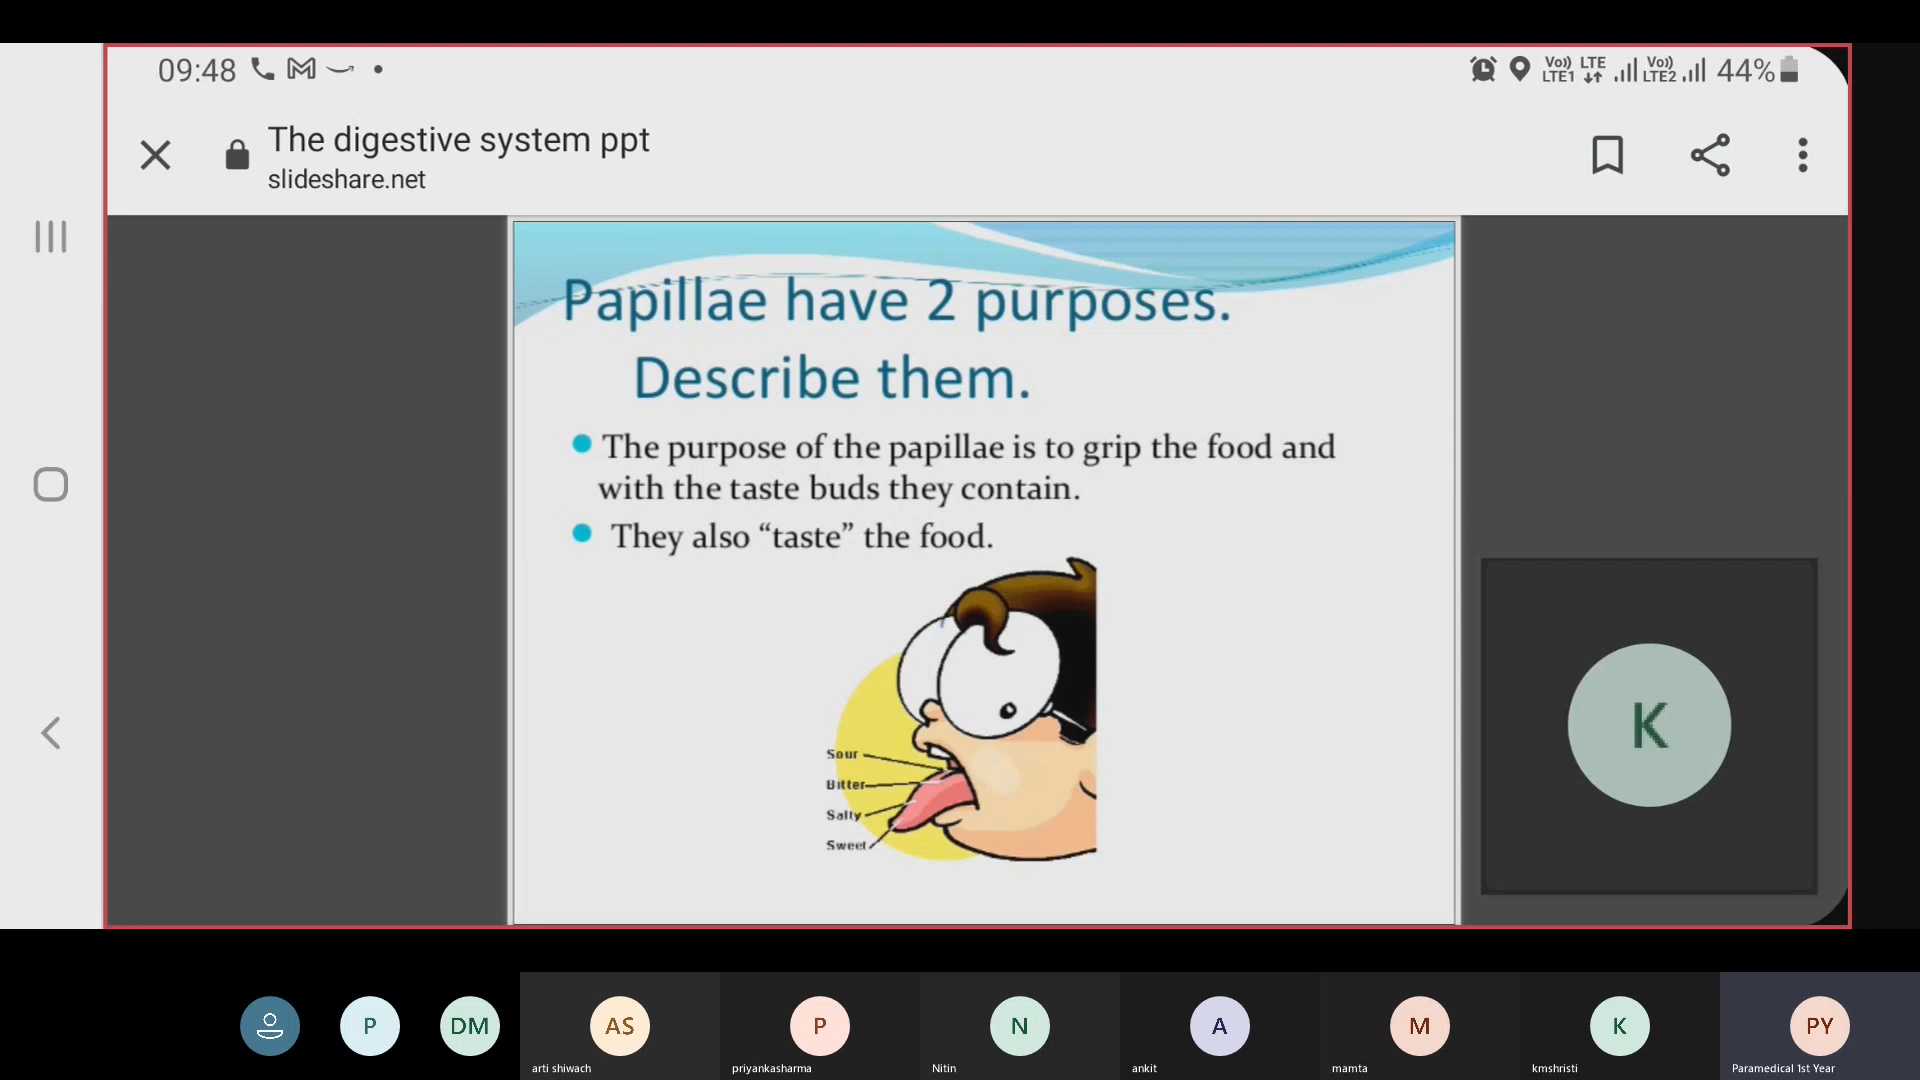 09:48
Vo)) LTE
LTE1
Vo))
LTE2
44%
The digestive system ppt
slideshare.net
Papillae have 2 purposes.
Describe them.
The purpose of the papillae is to grip the food and
with the taste buds they contain.
They also “taste” the food.
Sour
Bitter
Salty
Sweet
K
P
DM
AS
P
N
A
M
K
PY
arti shiwach
priyankasharma
Nitin
ankit
mamta
kmshristi
Paramedical 1st Year